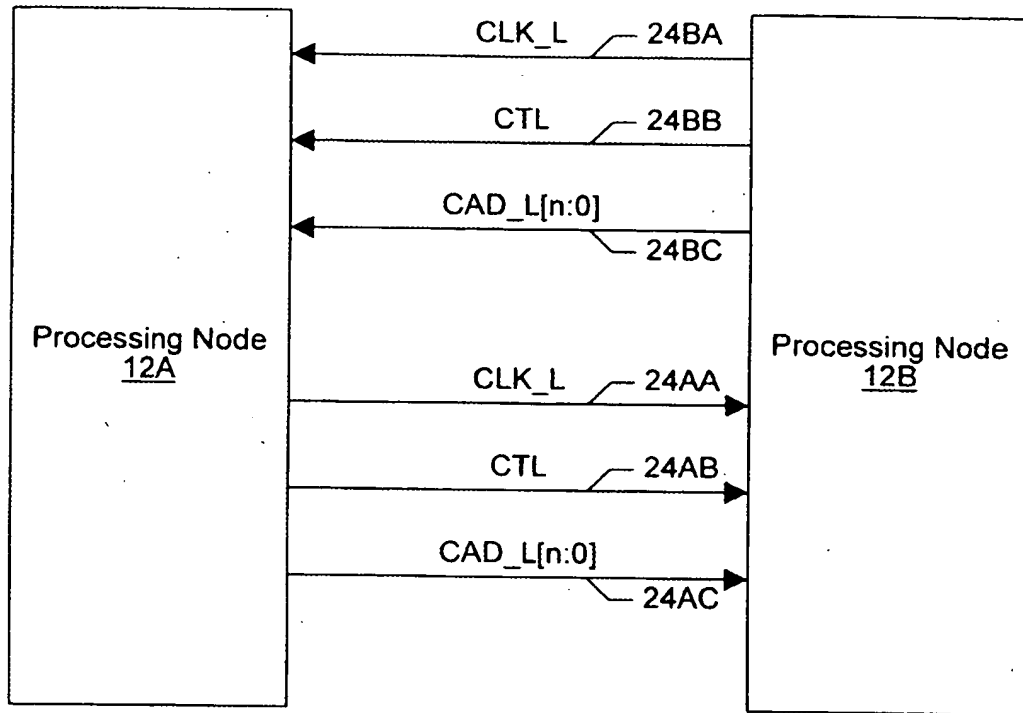 CLK_L
24BA
CTL
24BB
CAD_L[n:0]
24BC
Processing Node
12A
Processing Node
12B
CLK_L
24AA
CTL
24AB
CAD_L[n:0]
24AC